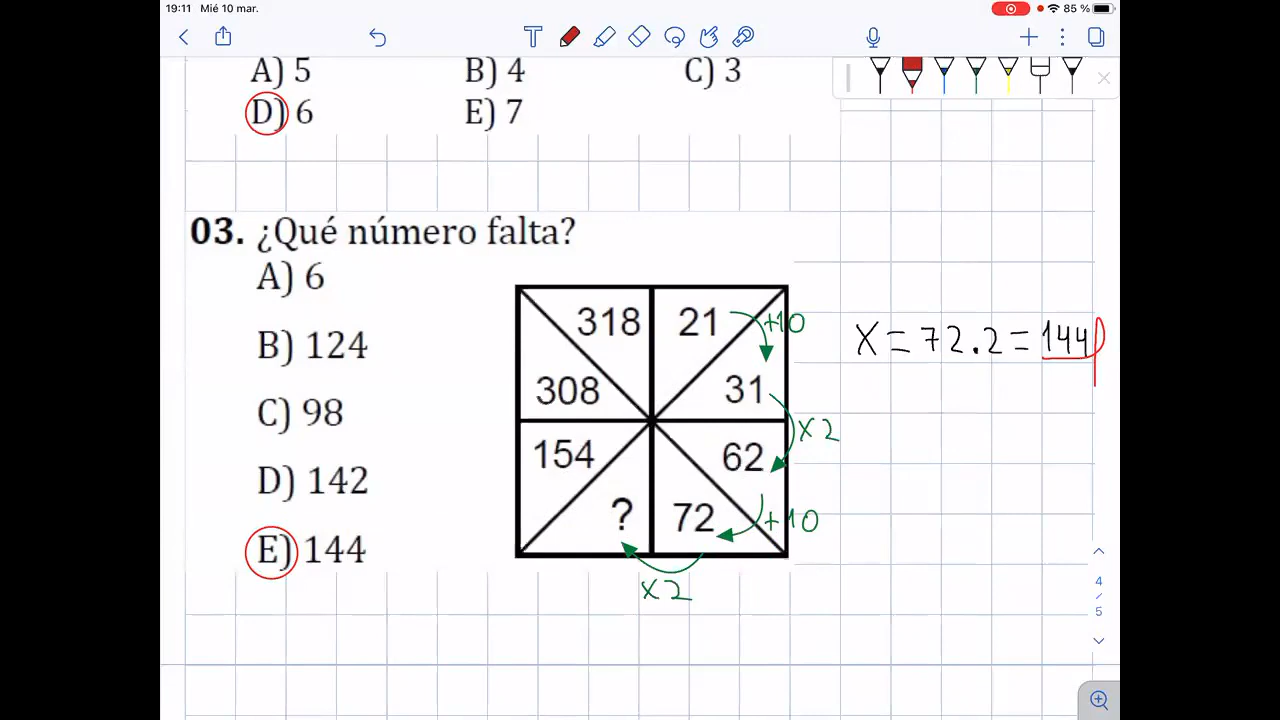 19:11 Mié 10 mar. 85 %
A) 5 B) 4 C) 3
D) 6 E) 7
03. ¿Qué número falta?
A) 6
B) 124
C) 98
D) 142
E) 144
318 21 +10
308 31
154 62 x2
? 72 +10
x2
X = 72.2 = 144
4
/
5